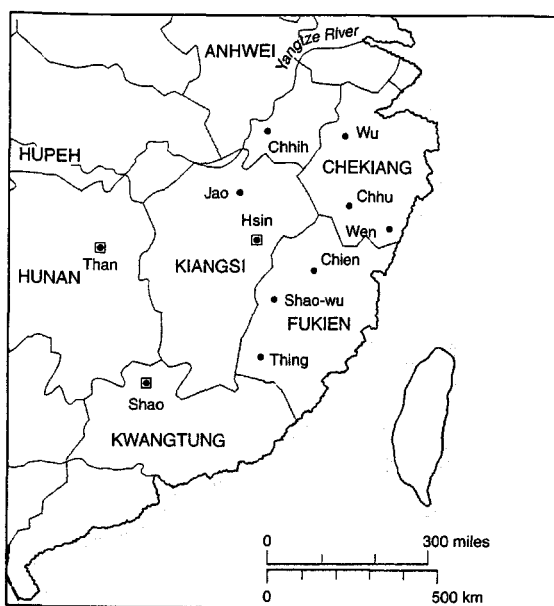 ANHWEI
Yangtze River
HUPEH
Chhih
Wu
CHEKIANG
Jao
Chhu
Hsin
Wen
Than
KIANGSI
Chien
HUNAN
Shao-wu
FUKIEN
Thing
Shao
KWANGTUNG
0 300 miles
0 500 km